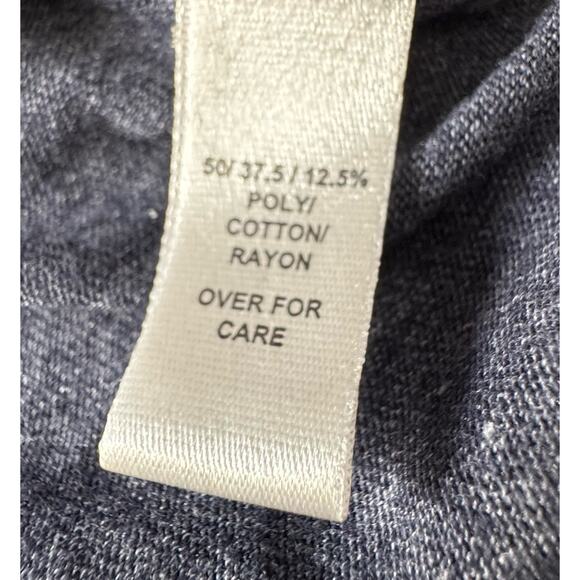 50/ 37.5 / 12.5%
POLY/
COTTON/
RAYON
OVER FOR
CARE